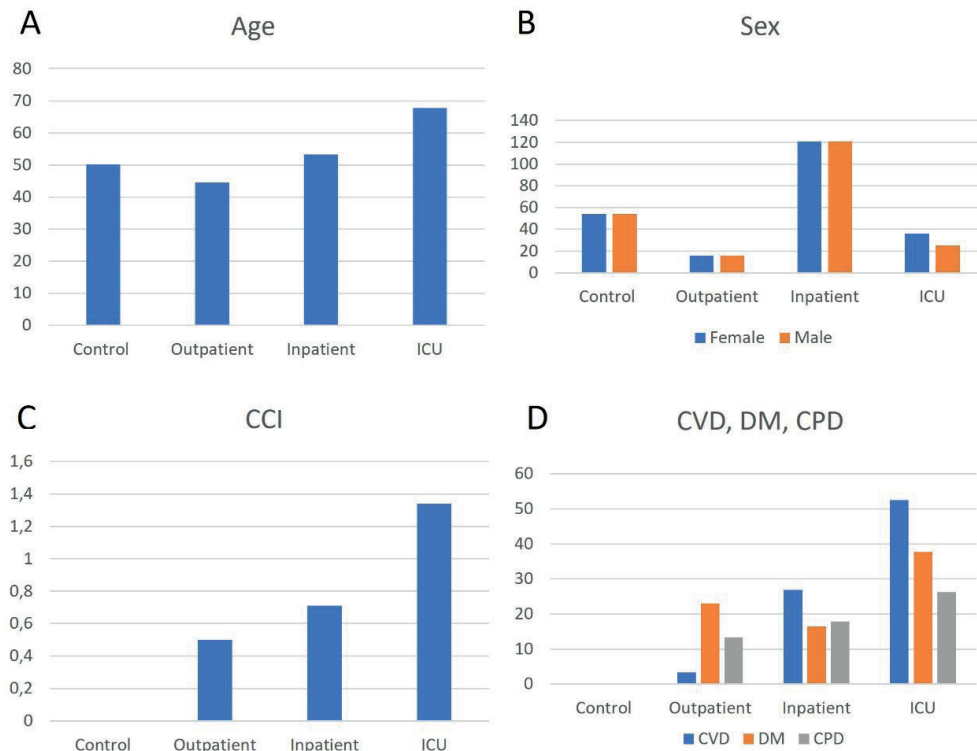 A
Age
80
70
60
50
40
30
20
10
0
Control Outpatient Inpatient ICU
B
Sex
140
120
100
80
60
40
20
0
Control Outpatient Inpatient ICU
Female Male
C
CCI
1,6
1,4
1,2
1
0,8
0,6
0,4
0,2
0
Control Outpatient Inpatient ICU
D
CVD, DM, CPD
60
50
40
30
20
10
0
Control Outpatient Inpatient ICU
CVD DM CPD